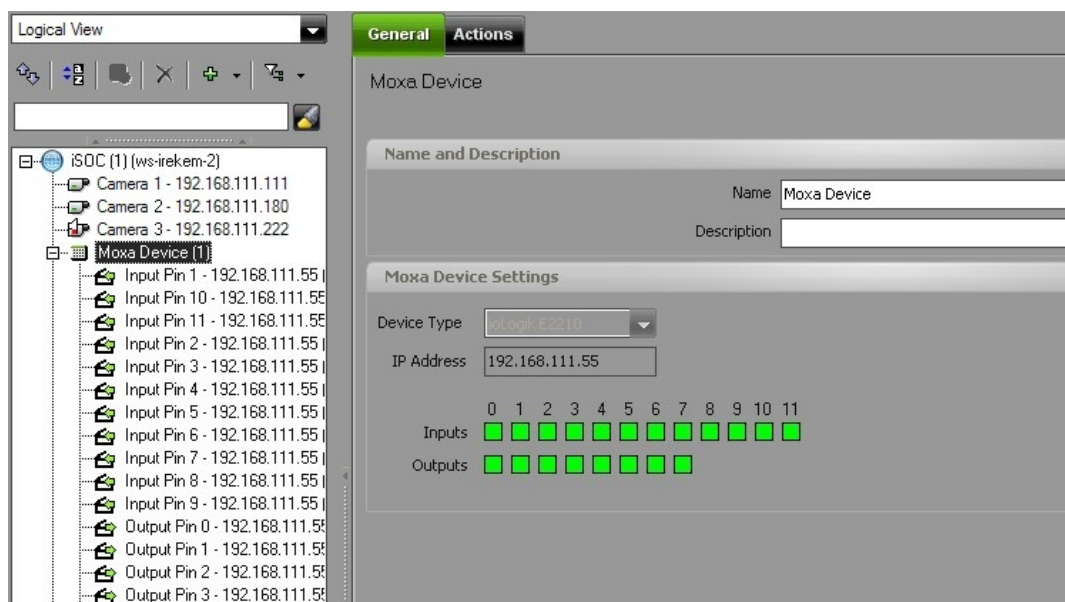 Logical View
iSOC (1) (ws-irekem-2)
Camera 1 - 192.168.111.111
Camera 2 - 192.168.111.180
Camera 3 - 192.168.111.222
Moxa Device (1)
Input Pin 1 - 192.168.111.55
Input Pin 10 - 192.168.111.55
Input Pin 11 - 192.168.111.55
Input Pin 2 - 192.168.111.55
Input Pin 3 - 192.168.111.55
Input Pin 4 - 192.168.111.55
Input Pin 5 - 192.168.111.55
Input Pin 6 - 192.168.111.55
Input Pin 7 - 192.168.111.55
Input Pin 8 - 192.168.111.55
Input Pin 9 - 192.168.111.55
Output Pin 0 - 192.168.111.55
Output Pin 1 - 192.168.111.55
Output Pin 2 - 192.168.111.55
Output Pin 3 - 192.168.111.55
General Actions
Moxa Device
Name and Description
Name Moxa Device
Description
Moxa Device Settings
Device Type ioLogik E2210
IP Address 192.168.111.55
0 1 2 3 4 5 6 7 8 9 10 11
Inputs
Outputs